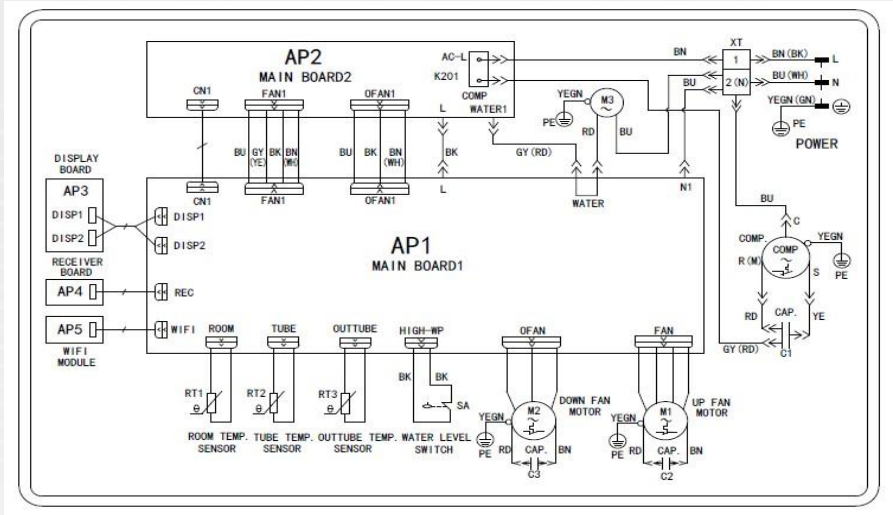 AP2
MAIN BOARD2
AC-L
K201
COMP
WATER1
XT
1
2(N)
BN
BN(BK)
L
BU
BU(WH)
N
YEGN(GN)
PE
POWER
CN1
FAN1
OFAN1
L
YEGN
M3
PE
RD
BU
BU
GY
(YE)
BK
BN
(WH)
BU
BK
BN
(WH)
BK
GY(RD)
DISPLAY
BOARD
AP3
DISP1
DISP2
CN1
FAN1
OFAN1
L
WATER
N1
DISP1
DISP2
AP1
MAIN BOARD1
BU
C
COMP.
R(M)
COMP
YEGN
PE
S
RECEIVER
BOARD
AP4
REC
AP5
WIFI
WIFI
MODULE
RD
CAP.
YE
GY(RD)
C1
ROOM
TUBE
OUTTUBE
HIGH-WP
OFAN
FAN
BK
BK
RT1
θ
RT2
θ
RT3
θ
SA
YEGN
M2
DOWN FAN
MOTOR
YEGN
M1
UP FAN
MOTOR
PE
RD
CAP.
BN
C3
PE
RD
CAP.
BN
C2
ROOM TEMP.
SENSOR
TUBE TEMP.
SENSOR
OUTTUBE TEMP.
SENSOR
WATER LEVEL
SWITCH